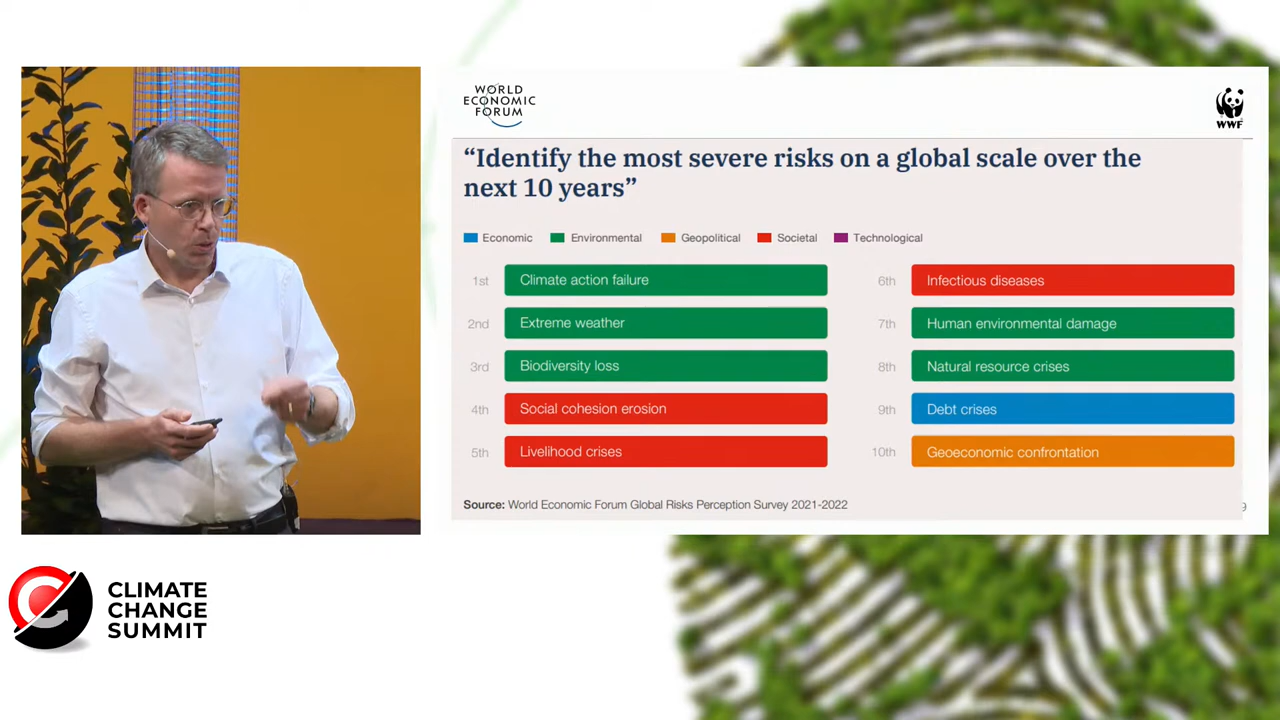 WORLD
ECONOMIC
FORUM
WWF
“Identify the most severe risks on a global scale over the
next 10 years”
Economic Environmental Geopolitical Societal Technological
1st Climate action failure
2nd Extreme weather
3rd Biodiversity loss
4th Social cohesion erosion
5th Livelihood crises
6th Infectious diseases
7th Human environmental damage
8th Natural resource crises
9th Debt crises
10th Geoeconomic confrontation
Source: World Economic Forum Global Risks Perception Survey 2021-2022
9
CLIMATE
CHANGE
SUMMIT